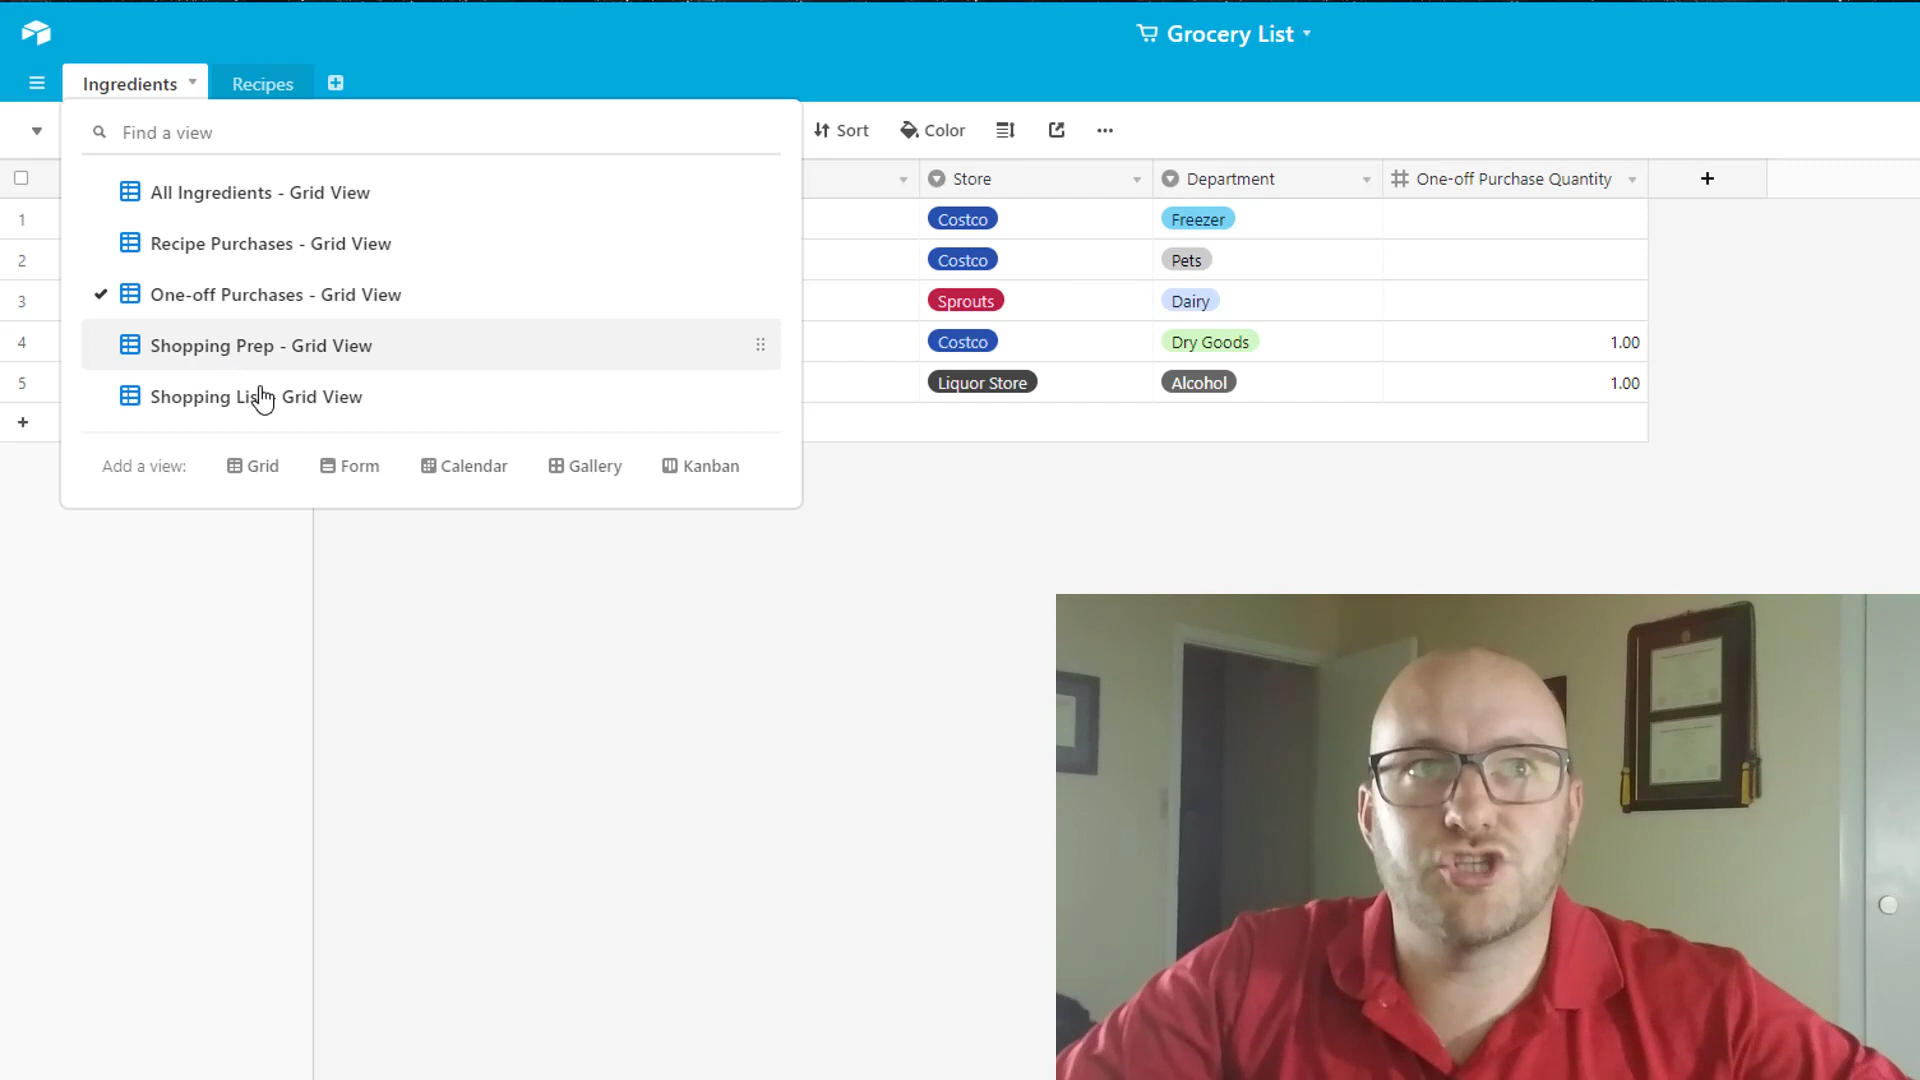 Grocery List
Ingredients
Recipes
Find a view
Sort
Color
Store
Department
One-off Purchase Quantity
All Ingredients - Grid View
Recipe Purchases - Grid View
One-off Purchases - Grid View
Shopping Prep - Grid View
Shopping List - Grid View
Add a view:
Grid
Form
Calendar
Gallery
Kanban
1
Costco
Freezer
2
Costco
Pets
3
Sprouts
Dairy
4
Costco
Dry Goods
1.00
5
Liquor Store
Alcohol
1.00